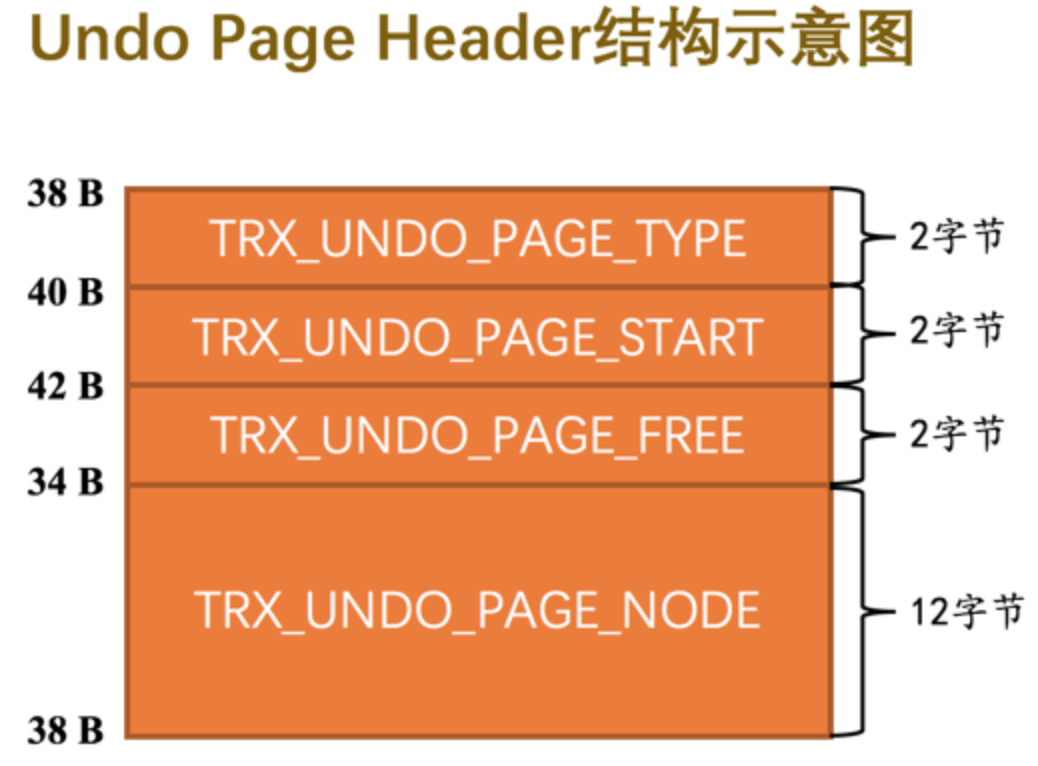 Undo Page Header结构示意图
38 B
TRX_UNDO_PAGE_TYPE
2字节
40 B
TRX_UNDO_PAGE_START
2字节
42 B
TRX_UNDO_PAGE_FREE
2字节
34 B
TRX_UNDO_PAGE_NODE
12字节
38 B